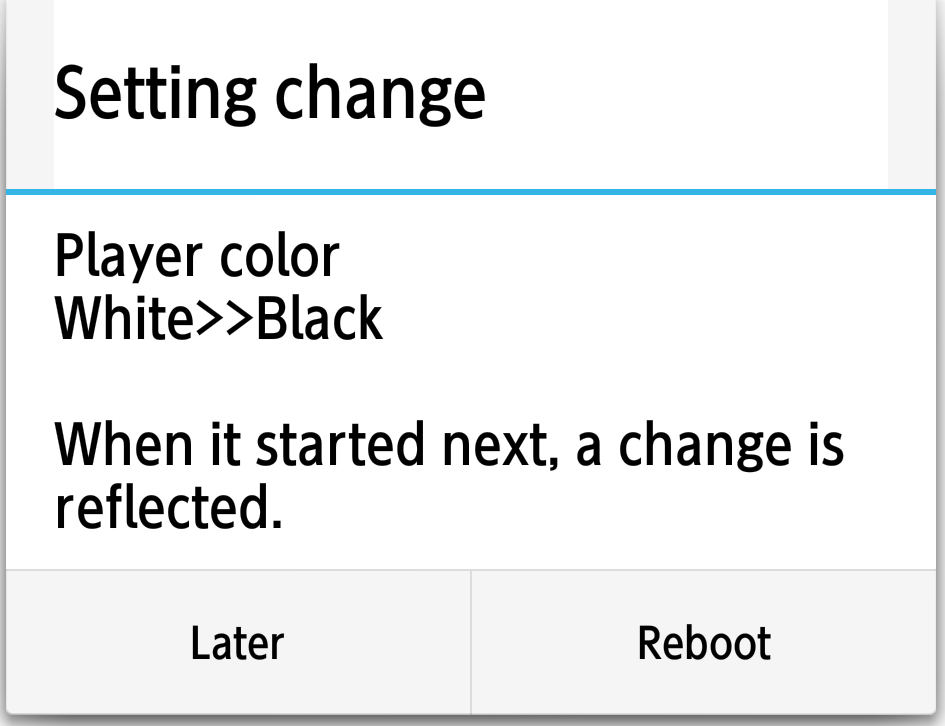 Setting change
Player color
White>>Black
When it started next, a change is
reflected.
Later
Reboot